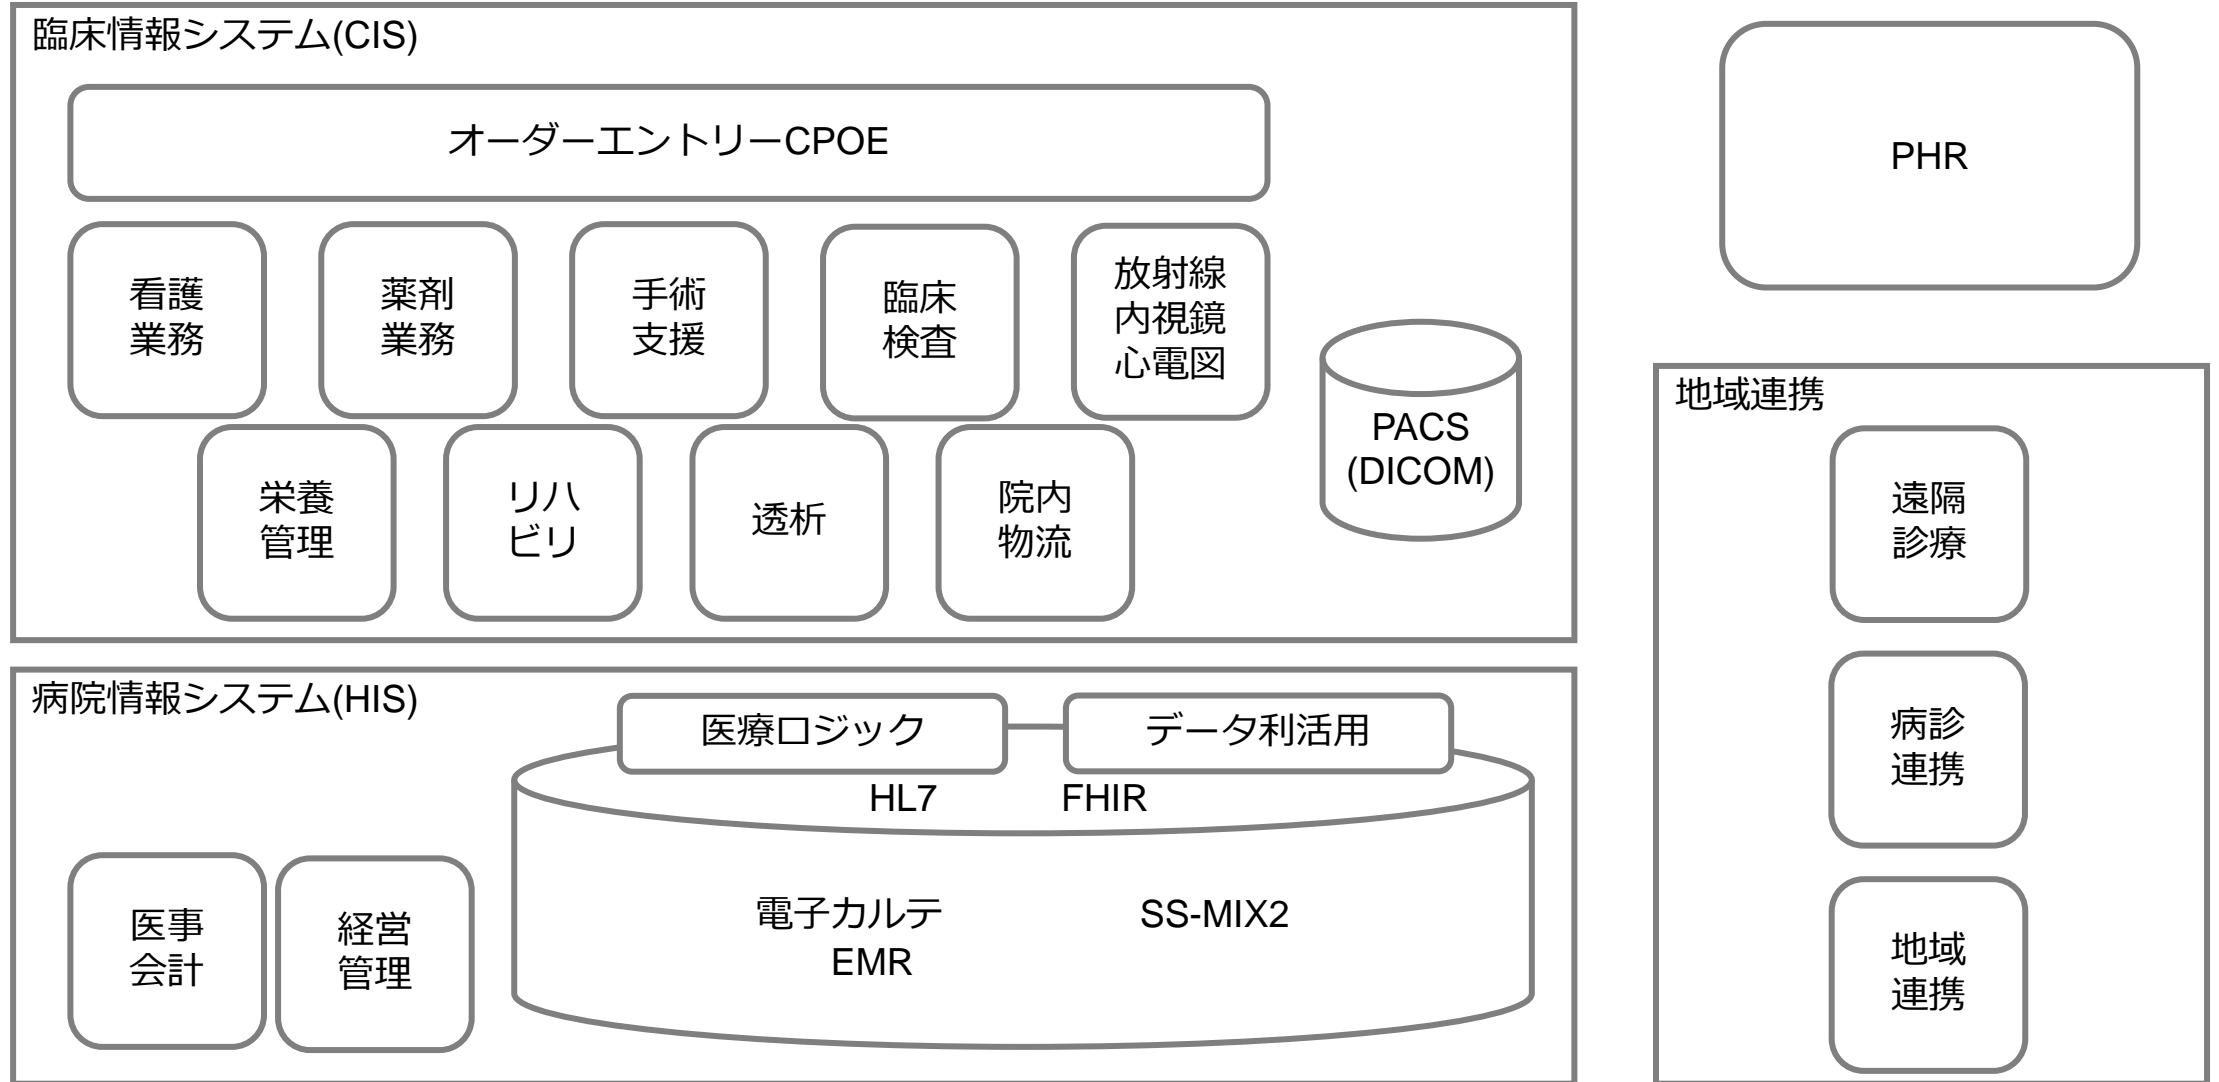 臨床情報システム(CIS)
オーダーエントリーCPOE
看護
業務
薬剤
業務
手術
支援
臨床
検査
放射線
内視鏡
心電図
栄養
管理
リハ
ビリ
透析
院内
物流
PACS
(DICOM)
病院情報システム(HIS)
医療ロジック
データ利活用
HL7
FHIR
電子カルテ
EMR
SS-MIX2
医事
会計
経営
管理
PHR
地域連携
遠隔
診療
病診
連携
地域
連携